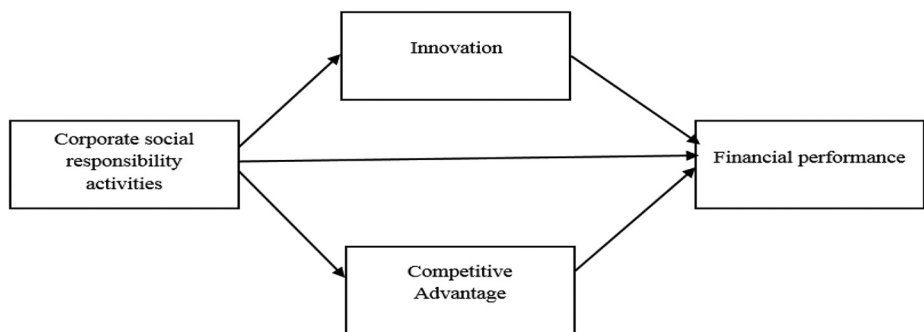 Innovation
Corporate social
responsibility
activities
Financial performance
Competitive
Advantage